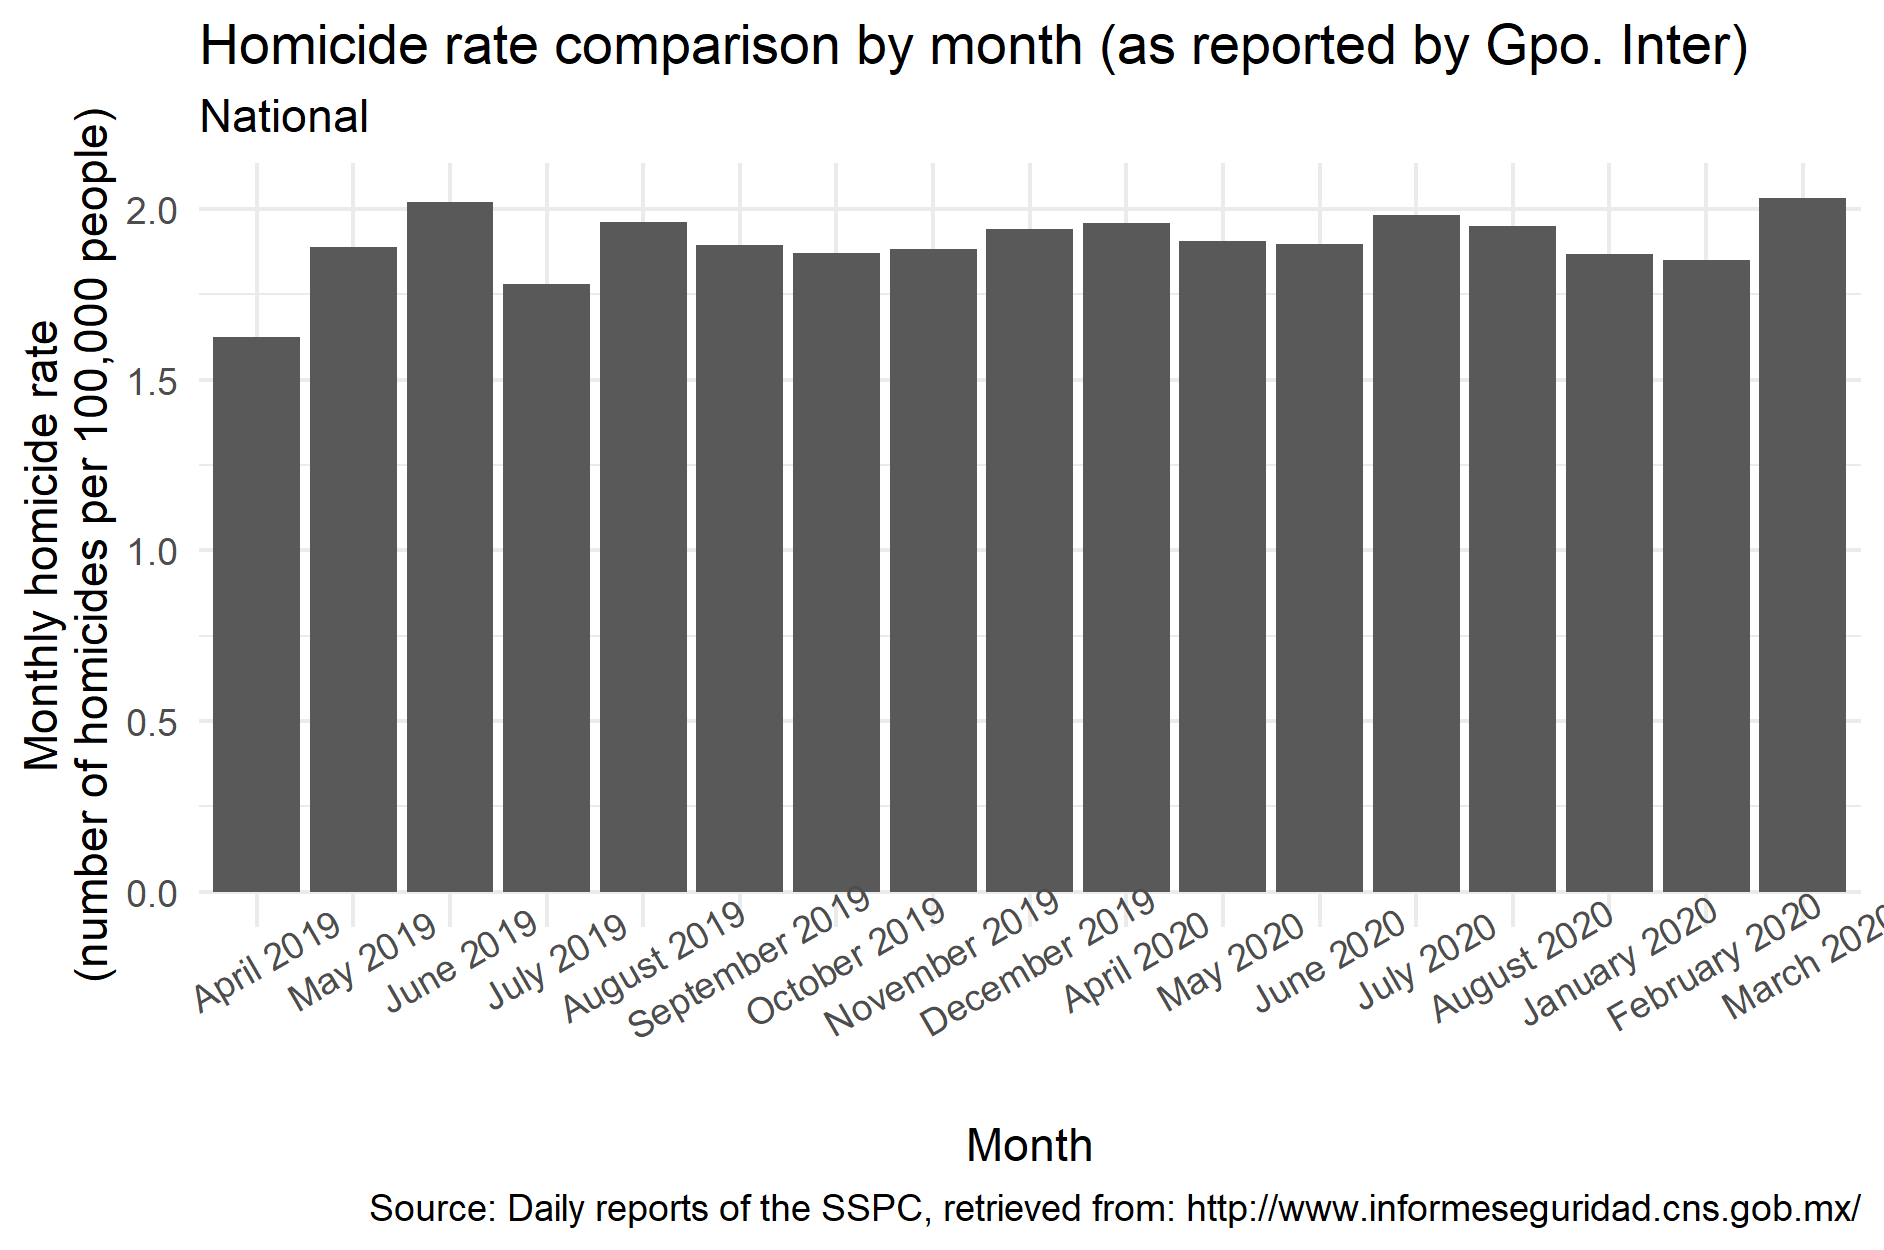 Homicide rate comparison by month (as reported by Gpo. Inter)
National
Monthly homicide rate
(number of homicides per 100,000 people)
2.0
1.5
1.0
0.5
0.0
April 2019
May 2019
June 2019
July 2019
August 2019
September 2019
October 2019
November 2019
December 2019
April 2020
May 2020
June 2020
July 2020
August 2020
January 2020
February 2020
March 2020
Month
Source: Daily reports of the SSPC, retrieved from: http://www.informeseguridad.cns.gob.mx/